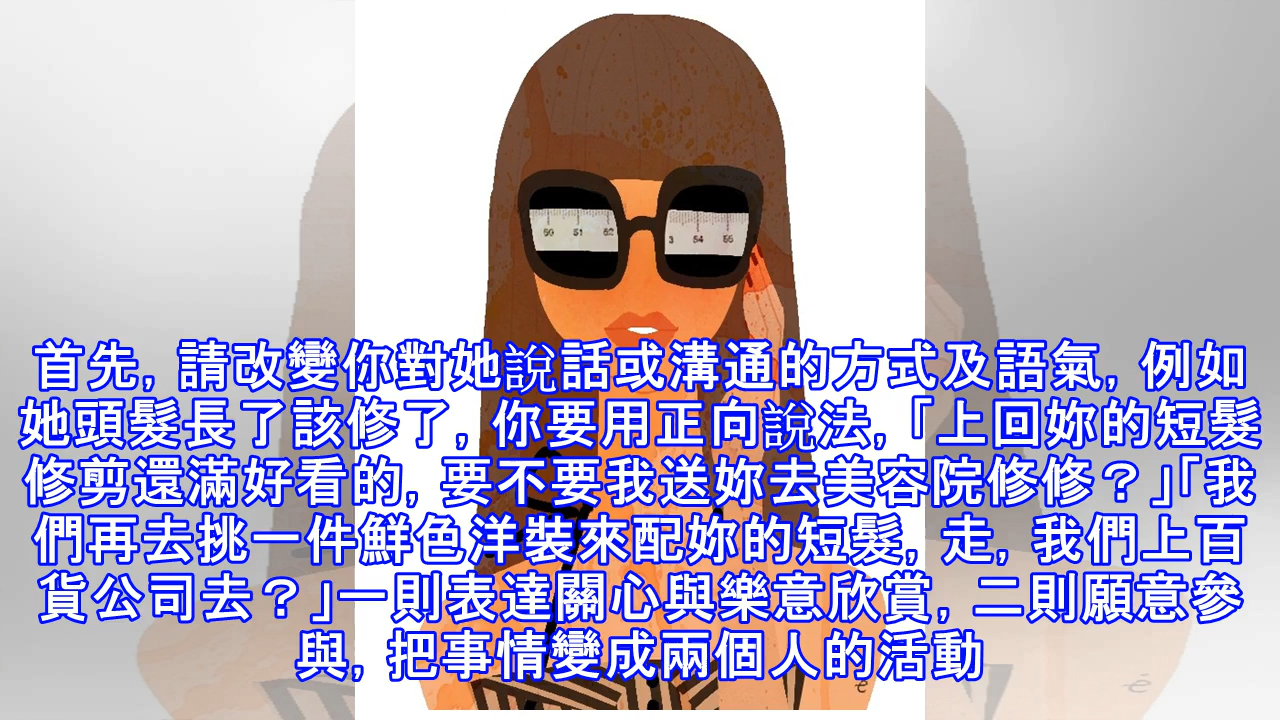 50 51 52
3 54 55
首先, 請改變你對她說話或溝通的方式及語氣, 例如
她頭髮長了該修了, 你要用正向說法,「上回妳的短髮
修剪還滿好看的, 要不要我送妳去美容院修修？」「我
們再去挑一件鮮色洋裝來配妳的短髮, 走, 我們上百
貨公司去？」一則表達關心與樂意欣賞, 二則願意參
與, 把事情變成兩個人的活動
é
é